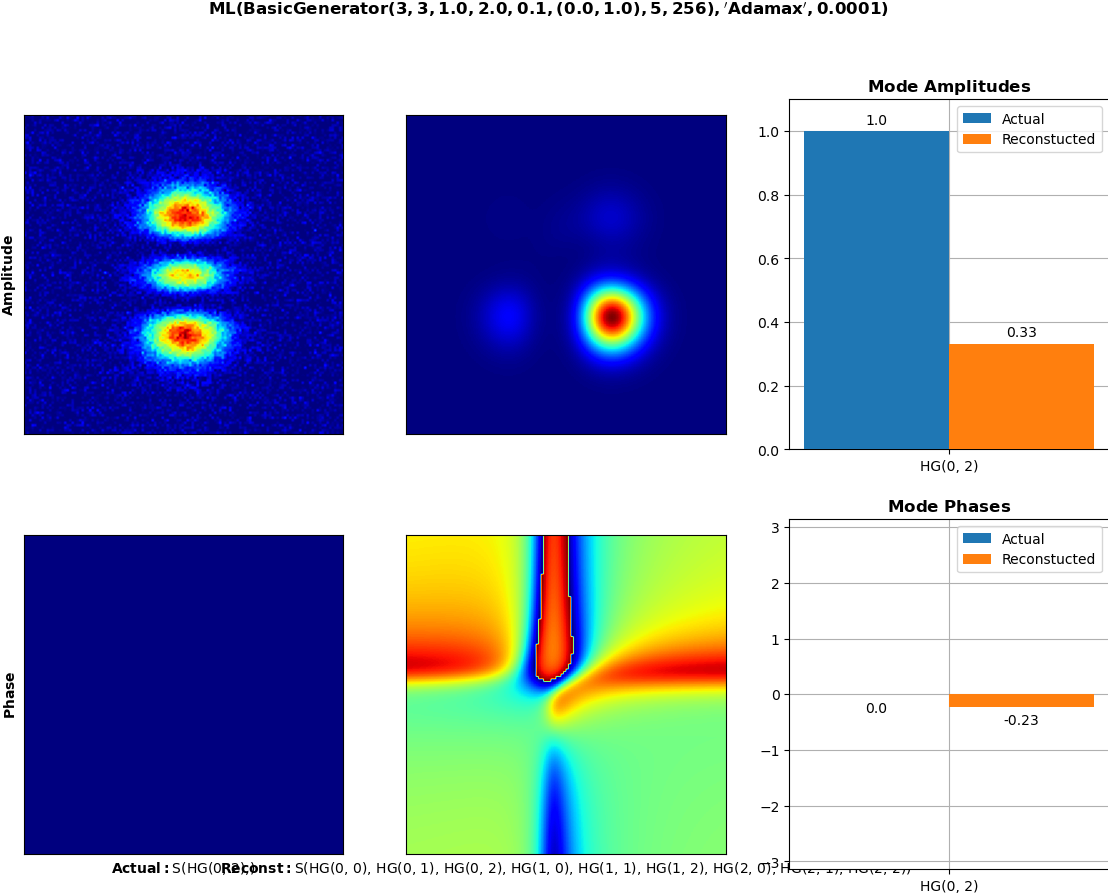 ML(BasicGenerator(3, 3, 1.0, 2.0, 0.1, (0.0, 1.0), 5, 256), ′Adamax′, 0.0001)
Amplitude
Mode Amplitudes
1.0
0.8
0.6
0.4
0.2
0.0
1.0
0.33
Actual
Reconstucted
HG(0, 2)
Phase
Mode Phases
3
2
1
0
−1
−2
−3
0.0
-0.23
Actual
Reconstucted
HG(0, 2)
Actual: S(HG(0, 2),)
Reconst: S(HG(0, 0), HG(0, 1), HG(0, 2), HG(1, 0), HG(1, 1), HG(1, 2), HG(2, 0), HG(2, 1), HG(2, 2))